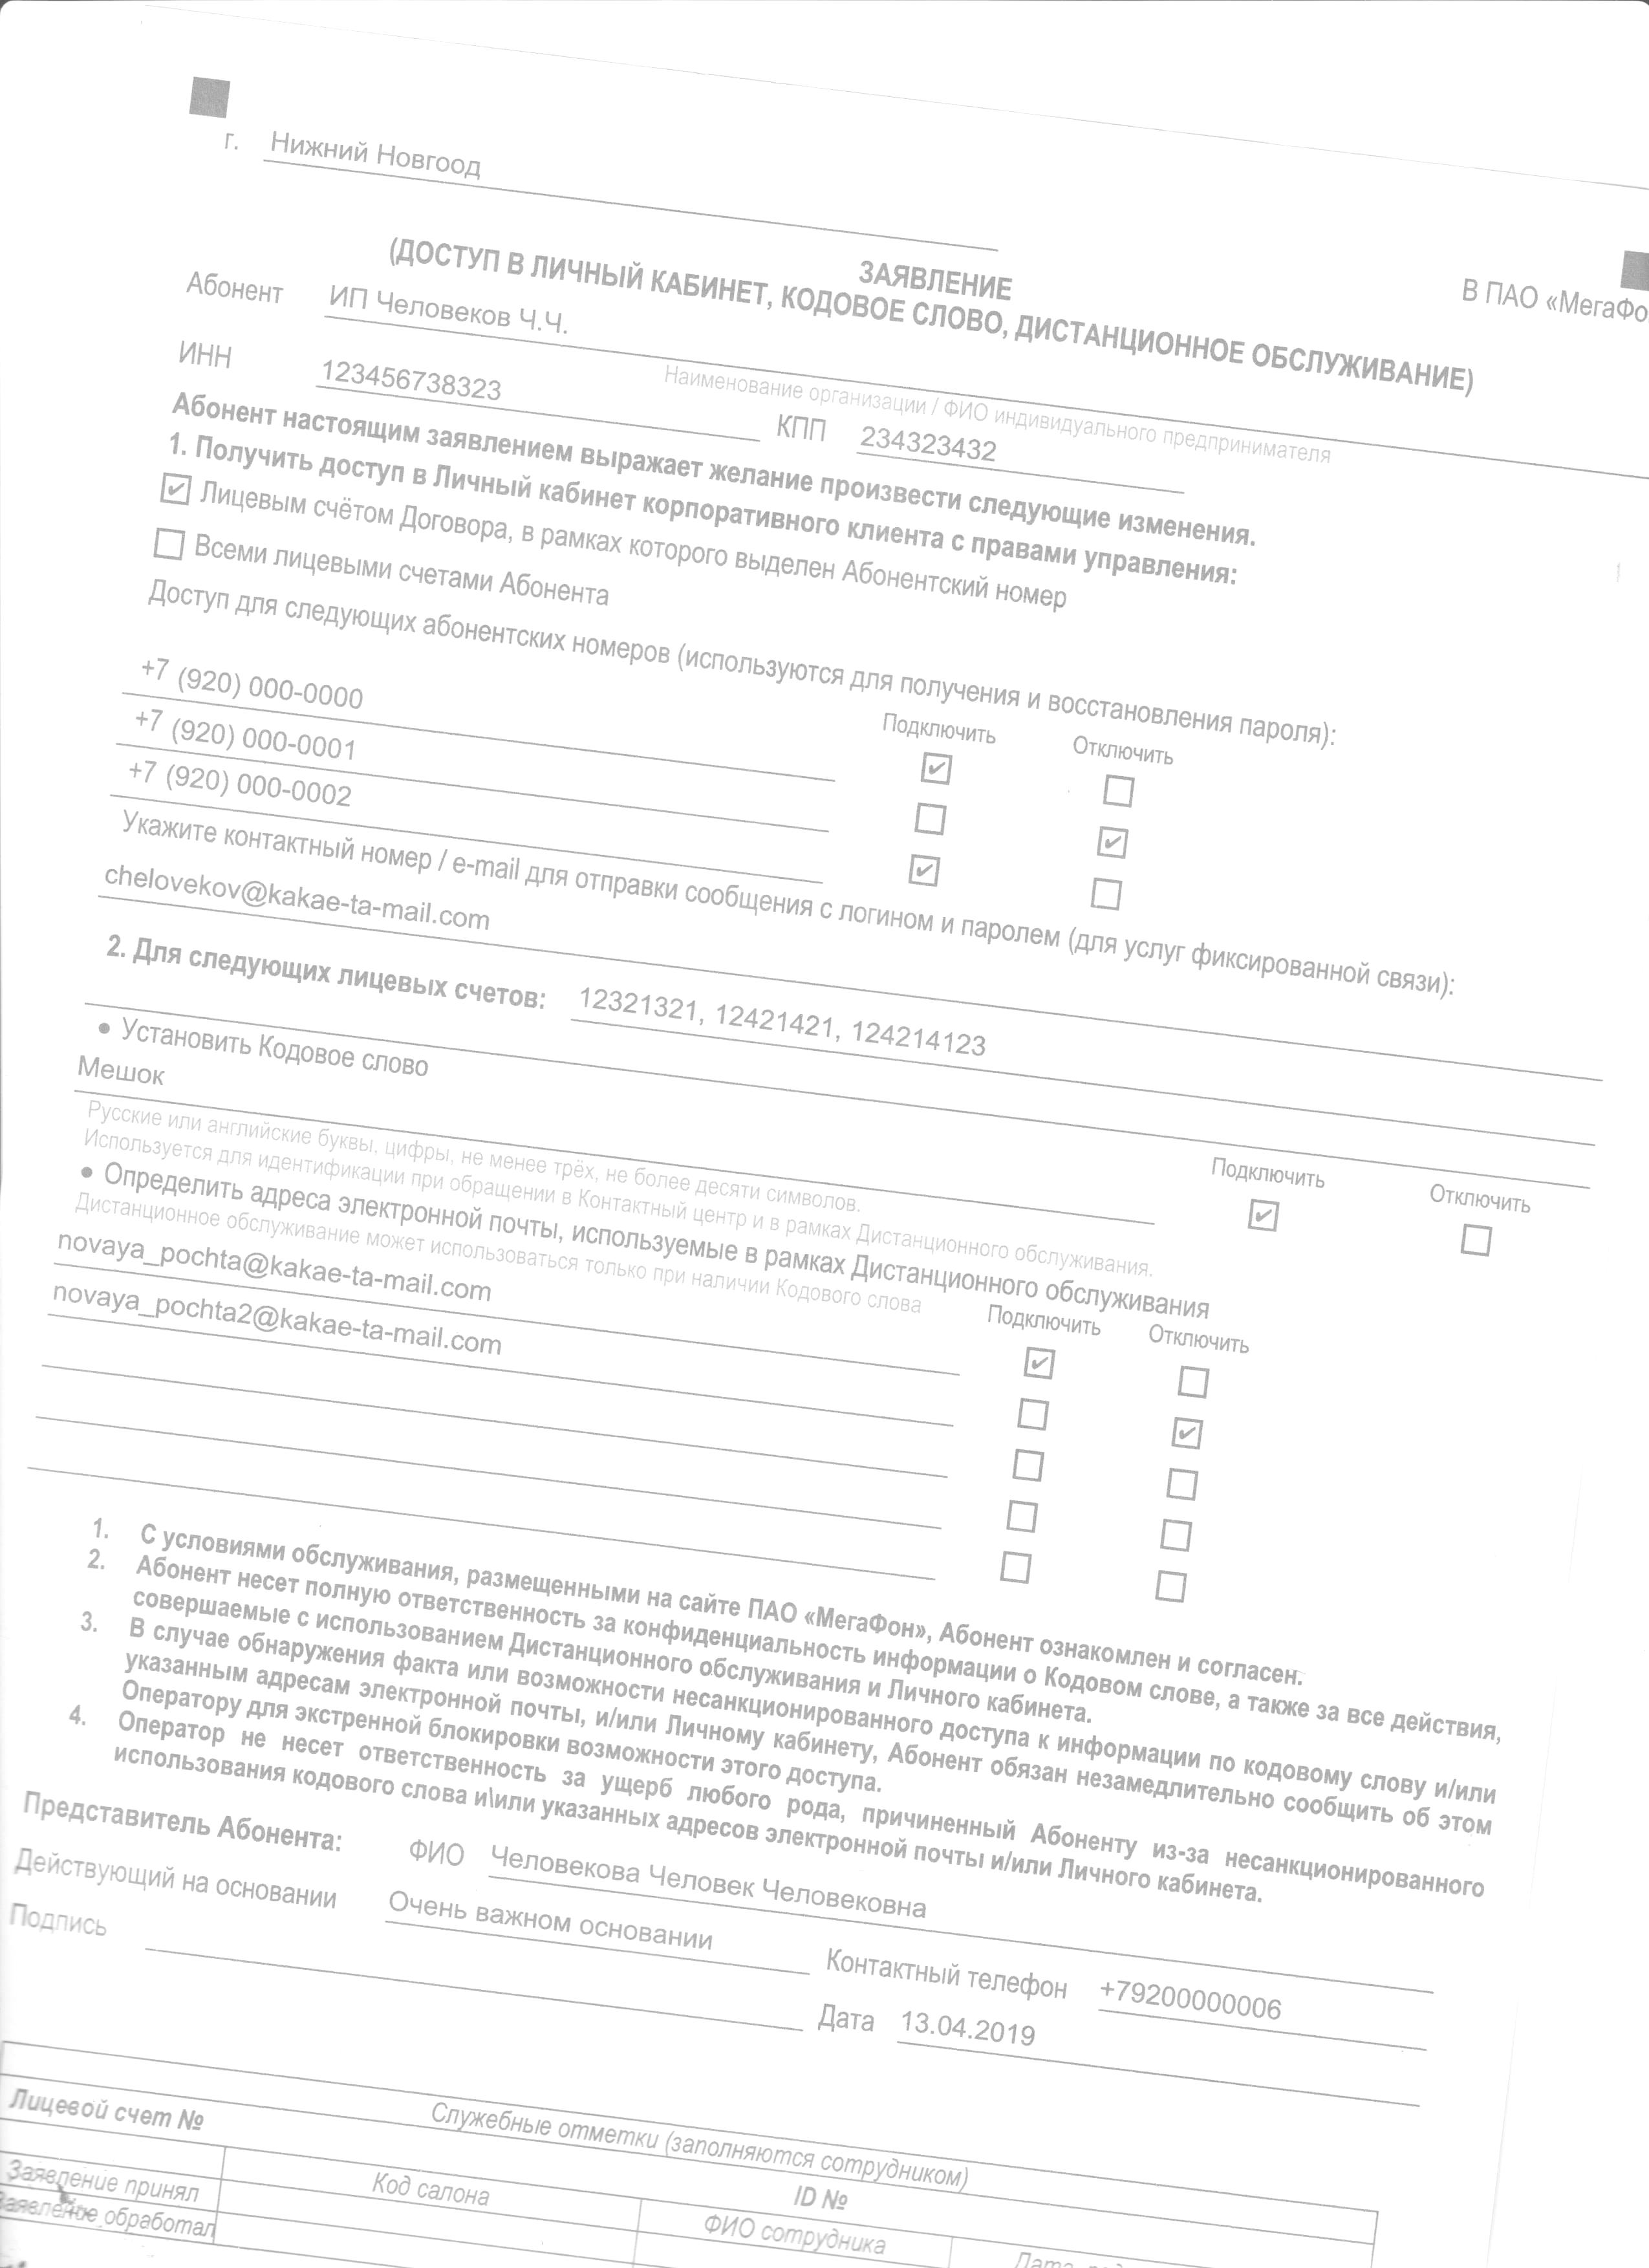 г. Нижний Новгоод
В ПАО «МегаФо
ЗАЯВЛЕНИЕ
(ДОСТУП В ЛИЧНЫЙ КАБИНЕТ, КОДОВОЕ СЛОВО, ДИСТАНЦИОННОЕ ОБСЛУЖИВАНИЕ)
Абонент ИП Человеков Ч.Ч.
Наименование организации / ФИО индивидуального предпринимателя
ИНН 123456738323 КПП 234323432
Абонент настоящим заявлением выражает желание произвести следующие изменения.
1. Получить доступ в Личный кабинет корпоративного клиента с правами управления:
Лицевым счётом Договора, в рамках которого выделен Абонентский номер
Всеми лицевыми счетами Абонента
Доступ для следующих абонентских номеров (используются для получения и восстановления пароля):
Подключить Отключить
+7 (920) 000-0000
+7 (920) 000-0001
+7 (920) 000-0002
Укажите контактный номер / e-mail для отправки сообщения с логином и паролем (для услуг фиксированной связи):
chelovekov@kakae-ta-mail.com
2. Для следующих лицевых счетов: 12321321, 12421421, 124214123
• Установить Кодовое слово
Подключить Отключить
Мешок
Русские или английские буквы, цифры, не менее трёх, не более десяти символов.
Используется для идентификации при обращении в Контактный центр и в рамках Дистанционного обслуживания.
• Определить адреса электронной почты, используемые в рамках Дистанционного обслуживания
Дистанционное обслуживание может использоваться только при наличии Кодового слова
Подключить Отключить
novaya_pochta@kakae-ta-mail.com
novaya_pochta2@kakae-ta-mail.com
1. С условиями обслуживания, размещенными на сайте ПАО «МегаФон», Абонент ознакомлен и согласен.
2. Абонент несет полную ответственность за конфиденциальность информации о Кодовом слове, а также за все действия,
совершаемые с использованием Дистанционного обслуживания и Личного кабинета.
3. В случае обнаружения факта или возможности несанкционированного доступа к информации по кодовому слову и/или
указанным адресам электронной почты, и/или Личному кабинету, Абонент обязан незамедлительно сообщить об этом
Оператору для экстренной блокировки возможности этого доступа.
4. Оператор не несет ответственность за ущерб любого рода, причиненный Абоненту из-за несанкционированного
использования кодового слова и\или указанных адресов электронной почты и/или Личного кабинета.
Представитель Абонента: ФИО Человекова Человек Человековна
Действующий на основании Очень важном основании Контактный телефон +79200000006
Подпись Дата 13.04.2019
Служебные отметки (заполняются сотрудником)
Лицевой счет № ID №
Код салона ФИО сотрудника
Заявление принял
Заявление обработал